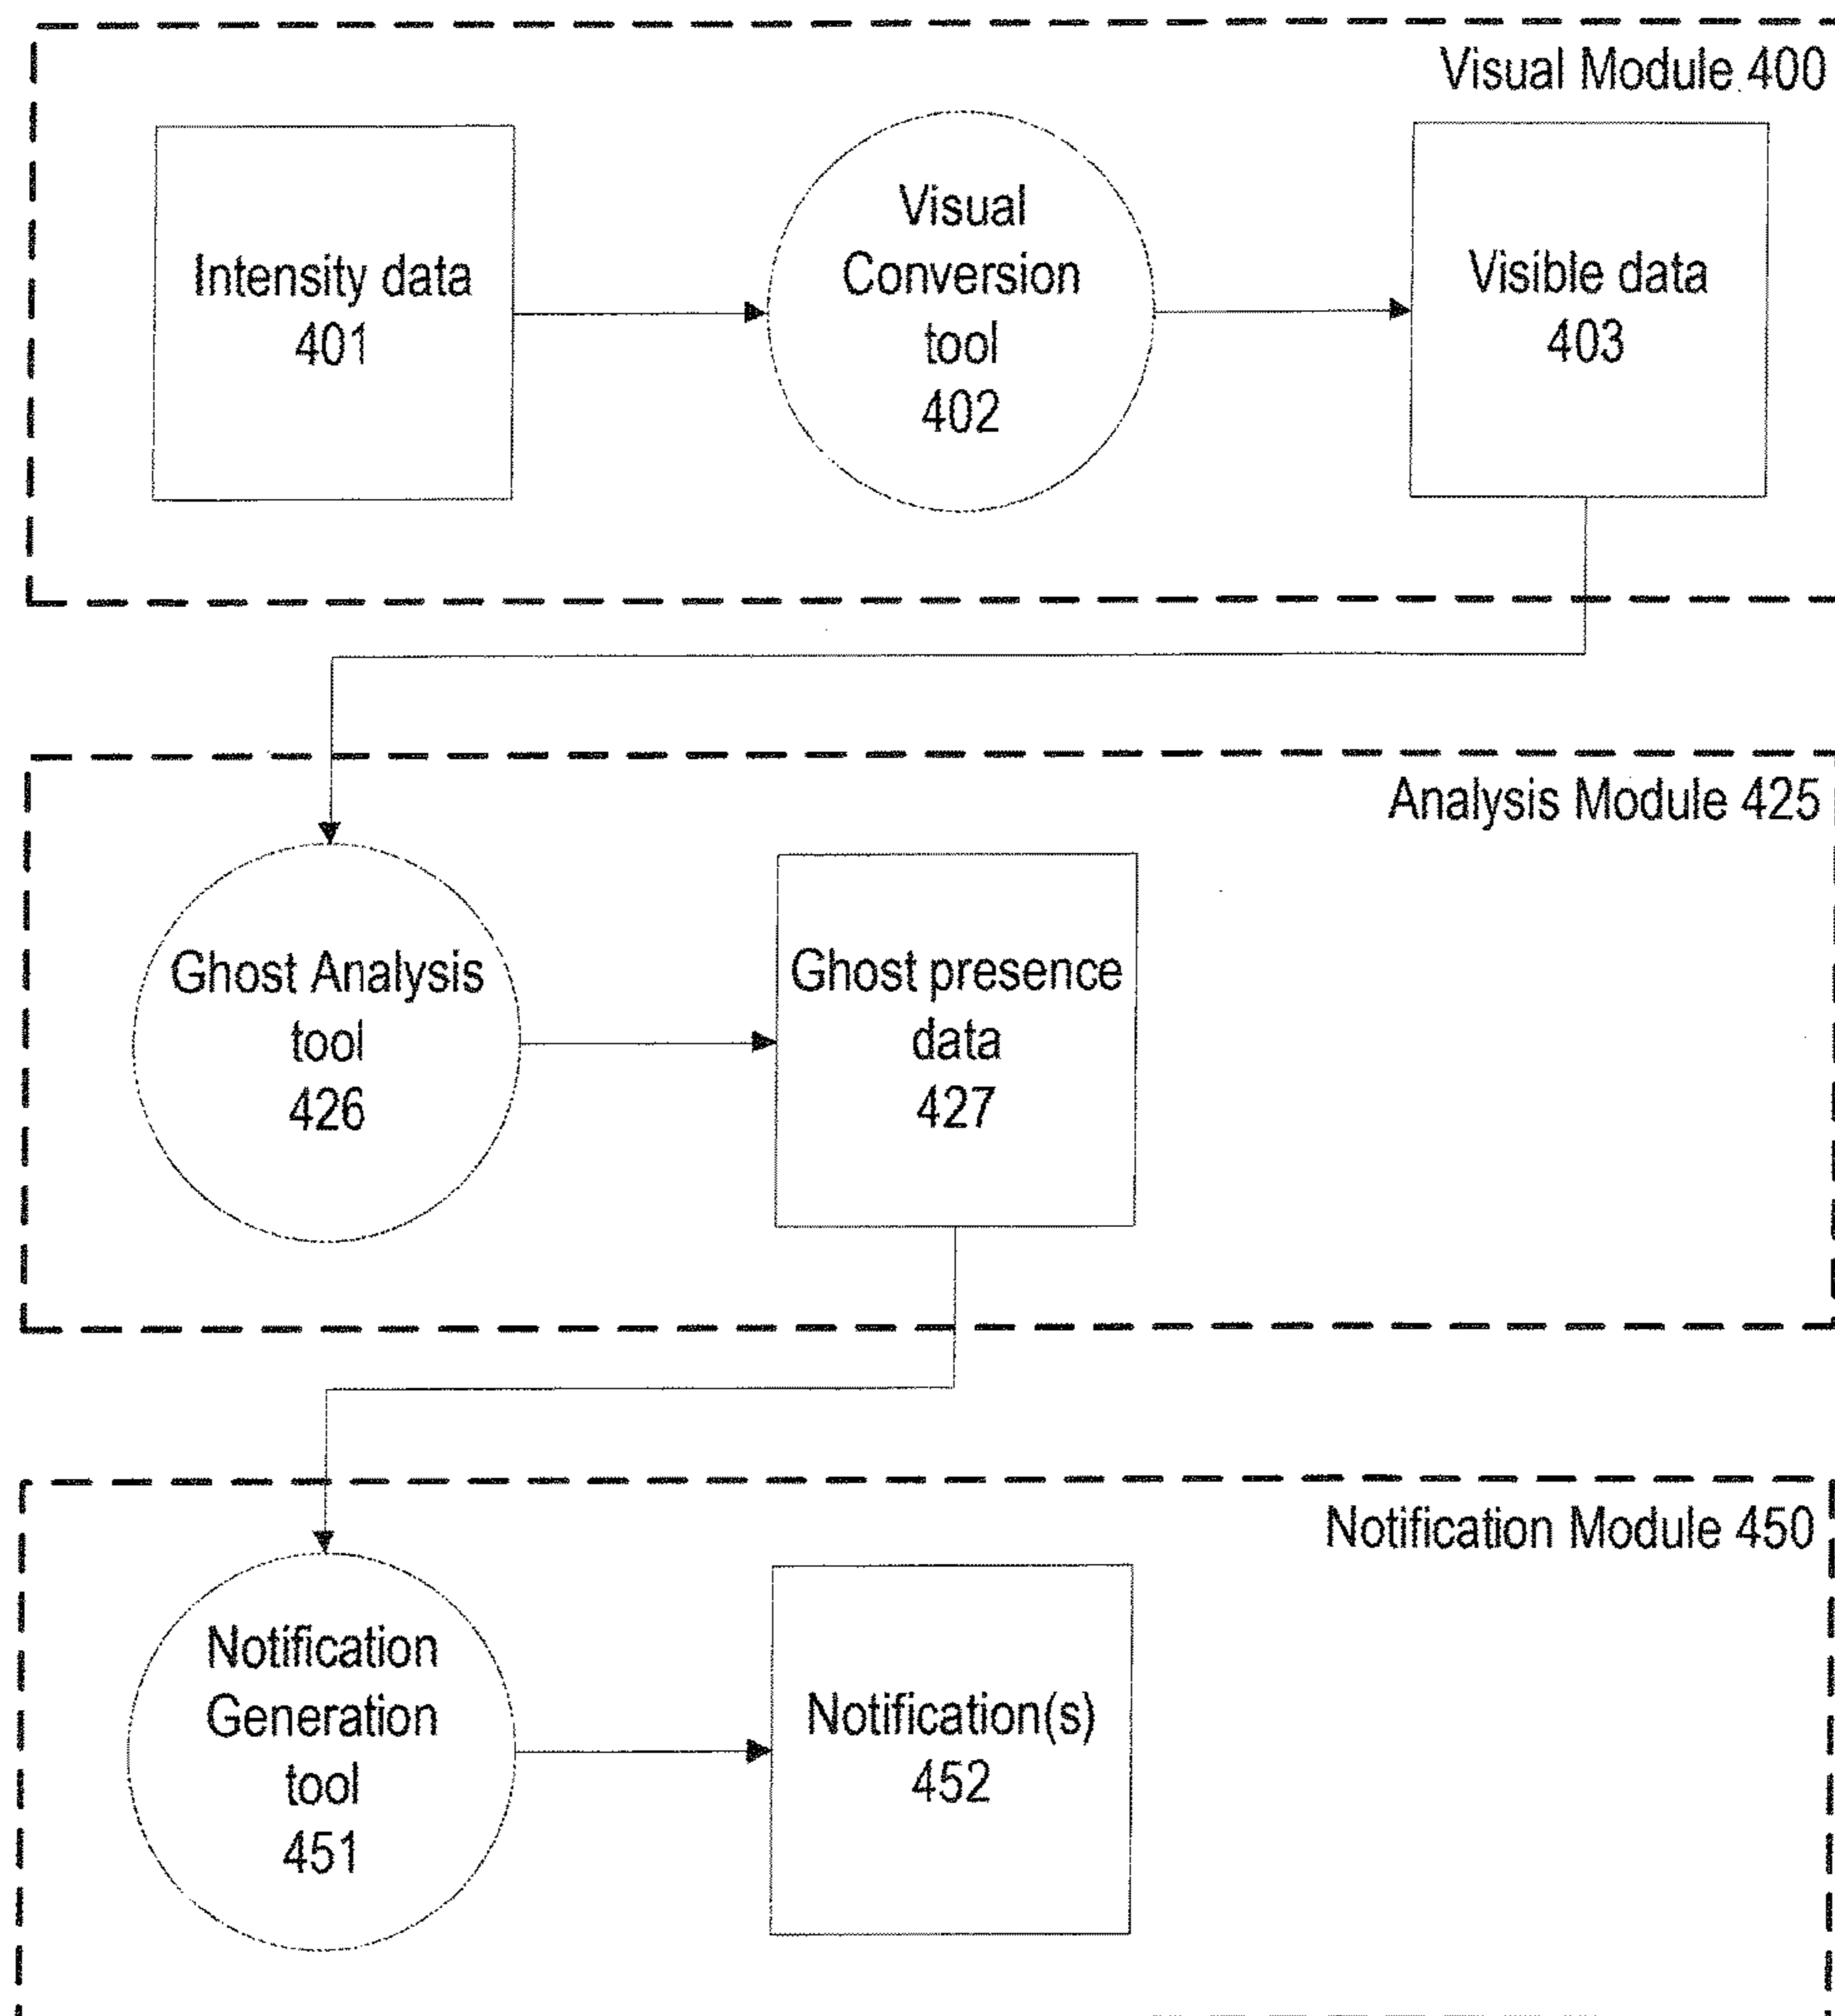 Visual Module 400
Intensity data
401
Visual
Conversion
tool
402
Visible data
403
Analysis Module 425
Ghost Analysis
tool
426
Ghost presence
data
427
Notification Module 450
Notification
Generation
tool
451
Notification(s)
452